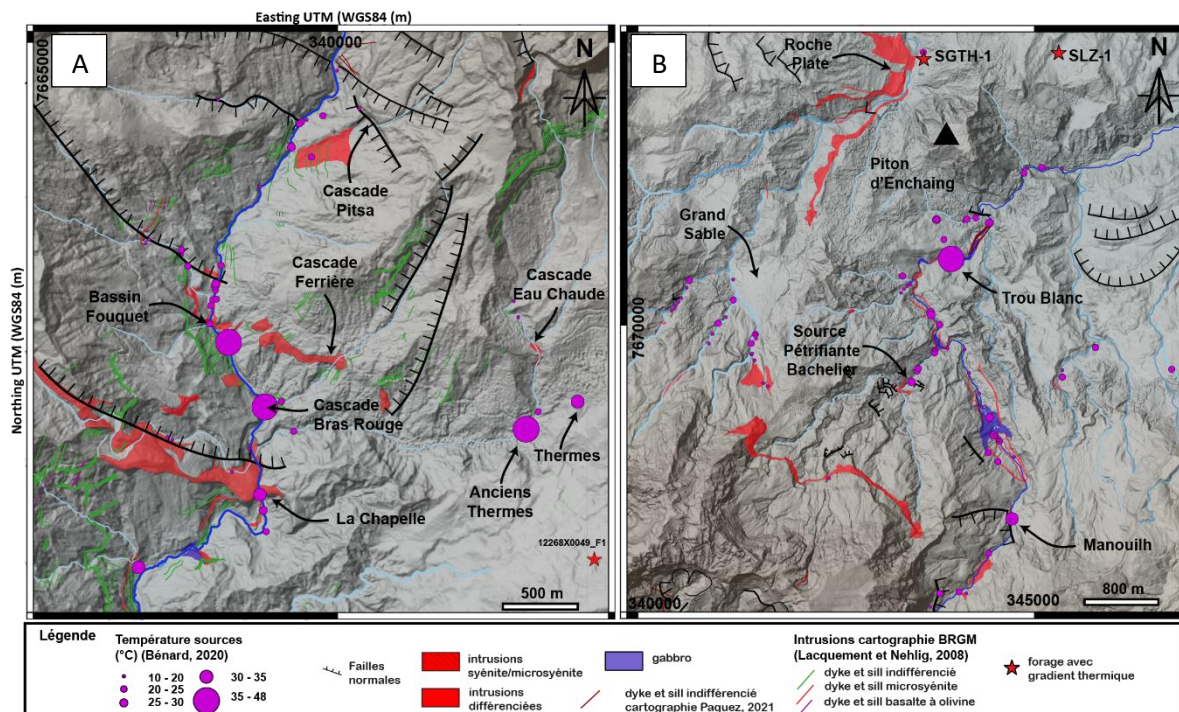 Easting UTM (WGS84 (m)
340000
7665000
Northing UTM (WGS84 (m)
A
N
Cascade
Pitsa
Cascade
Ferrière
Cascade
Eau Chaude
Bassin
Fouquet
Cascade
Bras Rouge
Thermes
Anciens
Thermes
La Chapelle
12268X0049_F1
500 m
B
N
Roche
Plate
SGTH-1
SLZ-1
Piton
d'Enchaing
Grand
Sable
Trou Blanc
7670000
Source
Pétrifiante
Bachelier
Manouilh
340000
345000
800 m
Légende
Température sources
(°C) (Bénard, 2020)
10 - 20
20 - 25
25 - 30
30 - 35
35 - 48
Failles
normales
intrusions
syénite/microsyénite
intrusions
différenciées
gabbro
dyke et sill indifférencié
cartographie Paquez, 2021
Intrusions cartographie BRGM
(Lacquement et Nehlig, 2008)
dyke et sill indifférencié
dyke et sill microsyénite
dyke et sill basalte à olivine
forage avec
gradient thermique